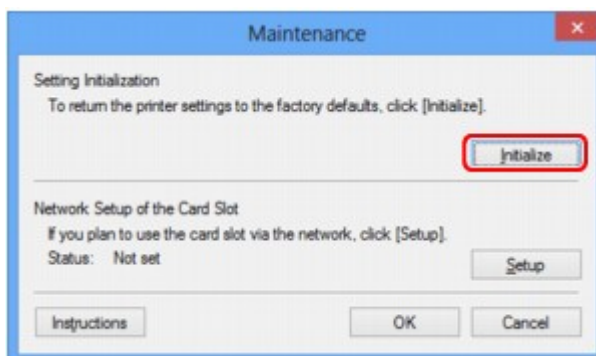 Maintenance
Setting Initialization
To return the printer settings to the factory defaults, click [Initialize].
Initialize
Network Setup of the Card Slot
If you plan to use the card slot via the network, click [Setup].
Status: Not set
Setup
Instructions OK Cancel